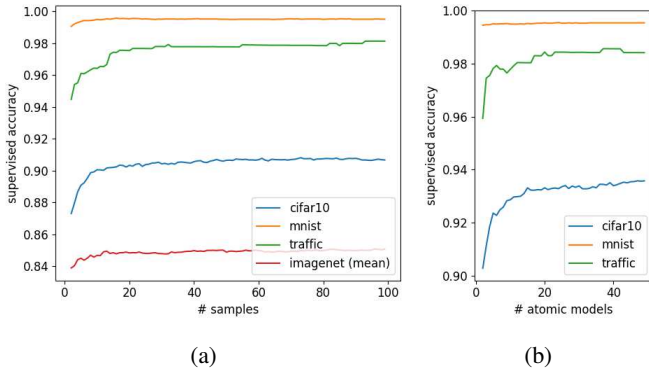 1.00
0.98
0.96
0.94
0.92
0.90
0.88
0.86
0.84
supervised accuracy
0 20 40 60 80 100
# samples
cifar10
mnist
traffic
imagenet (mean)
(a)
1.00
0.98
0.96
0.94
0.92
0.90
supervised accuracy
0 20 40
# atomic models
cifar10
mnist
traffic
(b)